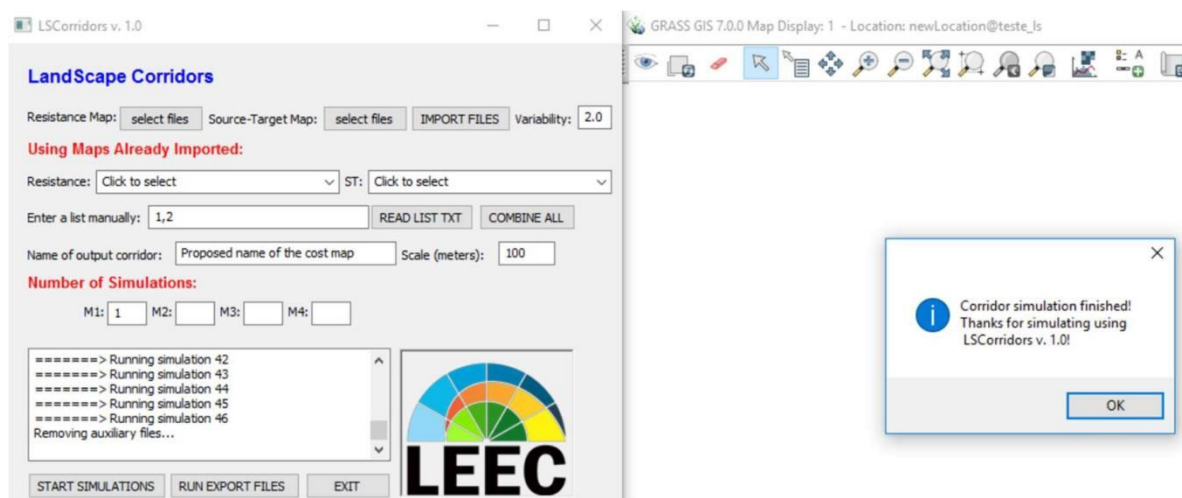 LSCorridors v. 1.0
GRASS GIS 7.0.0 Map Display: 1 - Location: newLocation@teste_ls
LandScape Corridors
Resistance Map: select files Source-Target Map: select files IMPORT FILES Variability: 2.0
Using Maps Already Imported:
Resistance: Click to select ST: Click to select
Enter a list manually: 1,2 READ LIST TXT COMBINE ALL
Name of output corridor: Proposed name of the cost map Scale (meters): 100
Number of Simulations:
M1: 1 M2: M3: M4:
=======> Running simulation 42
=======> Running simulation 43
=======> Running simulation 44
=======> Running simulation 45
=======> Running simulation 46
Removing auxiliary files...
LEEC
START SIMULATIONS RUN EXPORT FILES EXIT
Corridor simulation finished!
Thanks for simulating using
LSCorridors v. 1.0!
OK